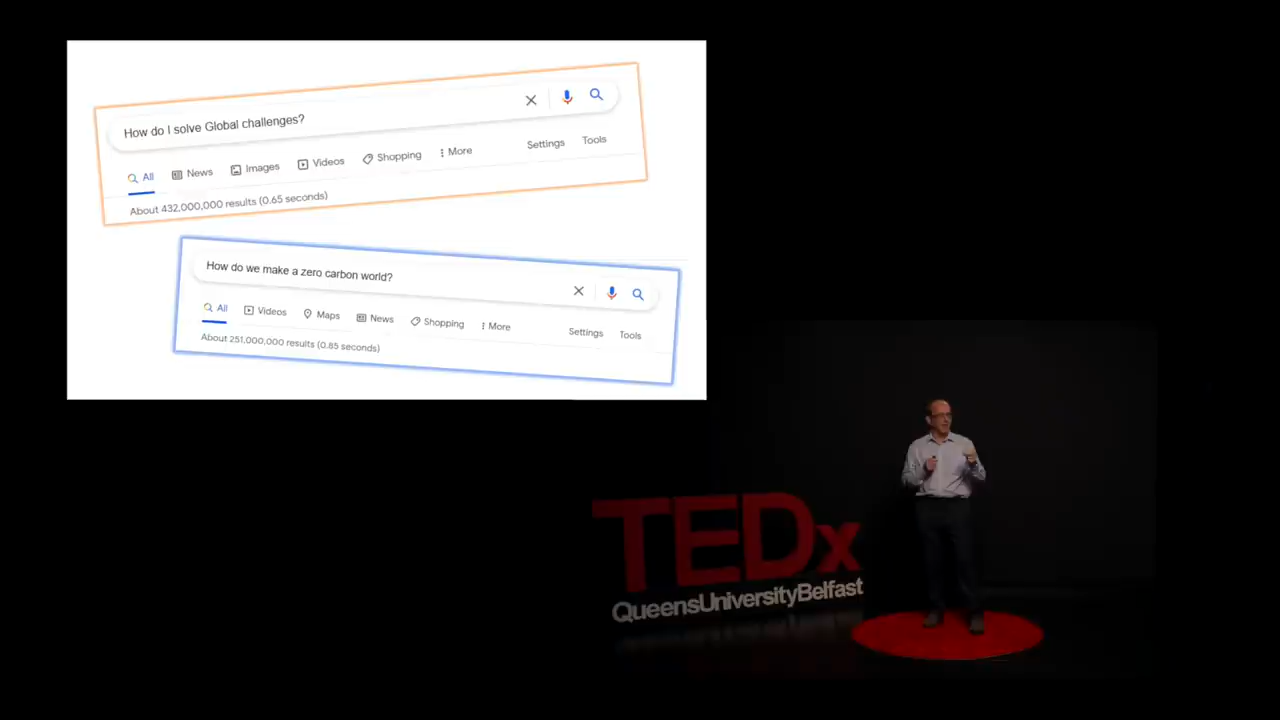 How do I solve Global challenges?
All News Images Videos Shopping More Settings Tools
About 432,000,000 results (0.65 seconds)
How do we make a zero carbon world?
All Videos Maps News Shopping More Settings Tools
About 251,000,000 results (0.85 seconds)
TEDx
QueensUniversityBelfast